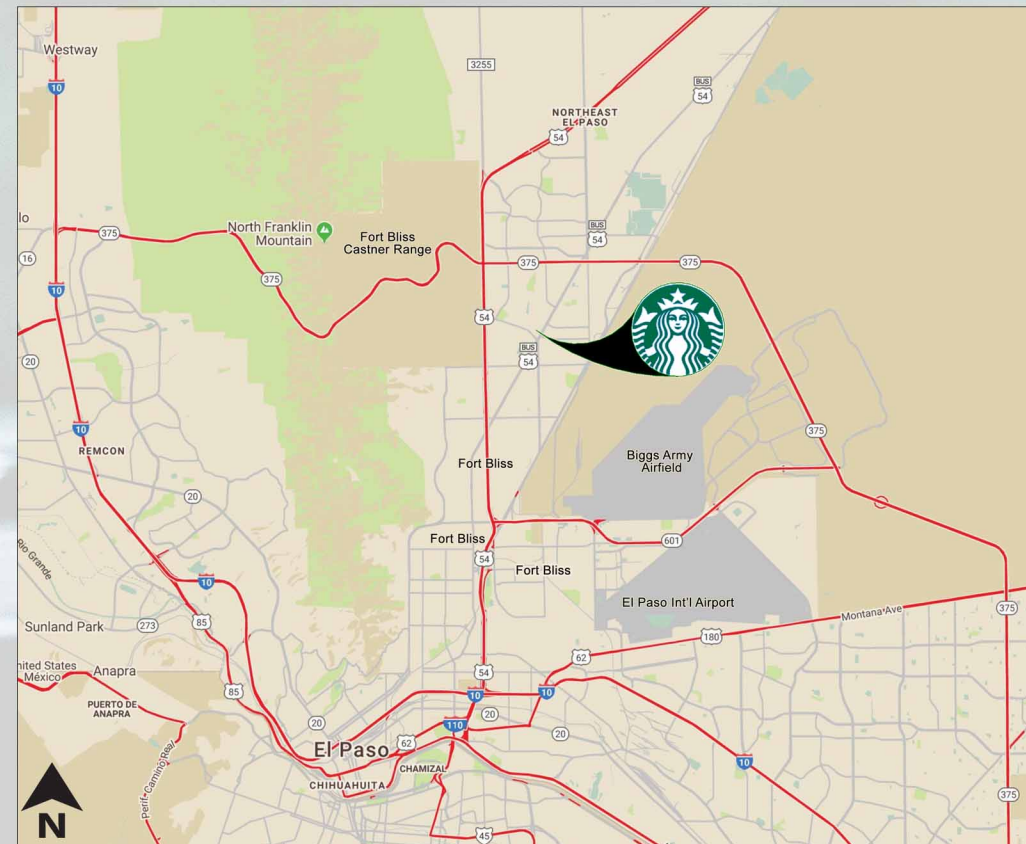 Westway
10
3255
BUS
54
NORTHEAST
EL PASO
54
lo
375
North Franklin
Mountain
Fort Bliss
Castner Range
BUS
54
16
375
375
375
10
54
BUS
54
20
10
375
REMCON
Fort Bliss
Biggs Army
Airfield
20
Fort Bliss
54
601
Rio Grande
Fort Bliss
10
El Paso Int'l Airport
Montana Ave
375
Sunland Park
273
85
180
nited States
México
Anapra
62
54
85
10
10
PUERTO DE
ANAPRA
20
110
20
20
El Paso
62
CHAMIZAL
10
Perif. Camino Real
CHIHUAHUITA
375
N
45